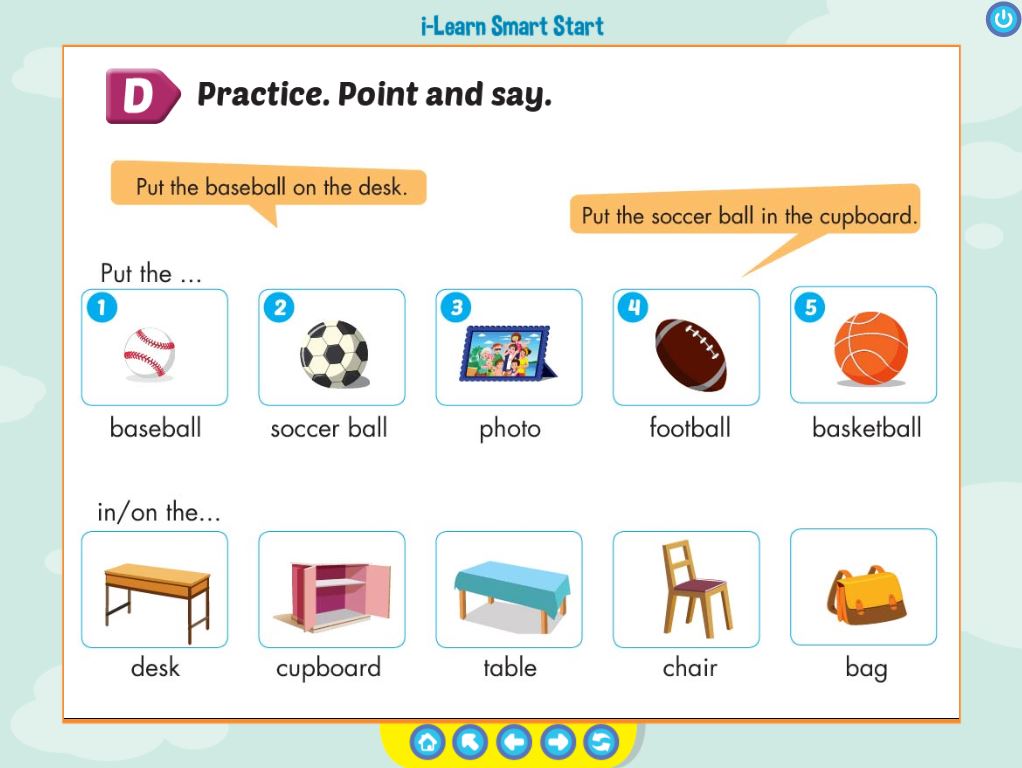 i-Learn Smart Start
D Practice. Point and say.
Put the baseball on the desk.
Put the soccer ball in the cupboard.
Put the ...
1 2 3 4 5
baseball soccer ball photo football basketball
in/on the...
desk cupboard table chair bag